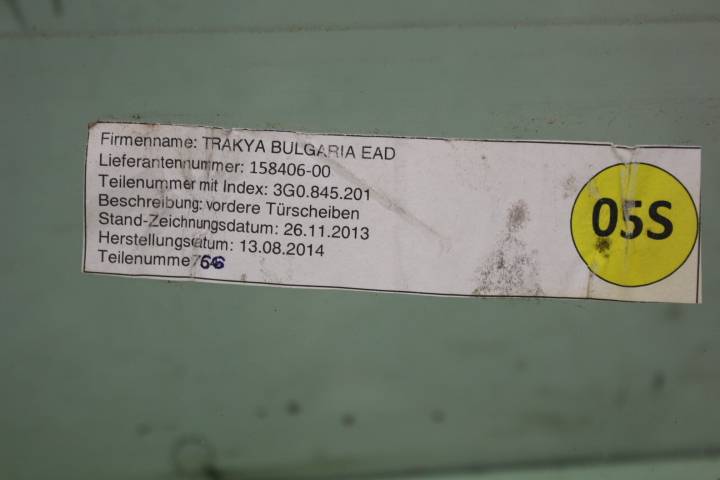 Firmenname: TRAKYA BULGARIA EAD
Lieferantennummer: 158406-00
Teilenummer mit Index: 3G0.845.201
Beschreibung: vordere Türscheiben
Stand-Zeichnungsdatum: 26.11.2013
Herstellungsdatum: 13.08.2014
Teilenumme
05S